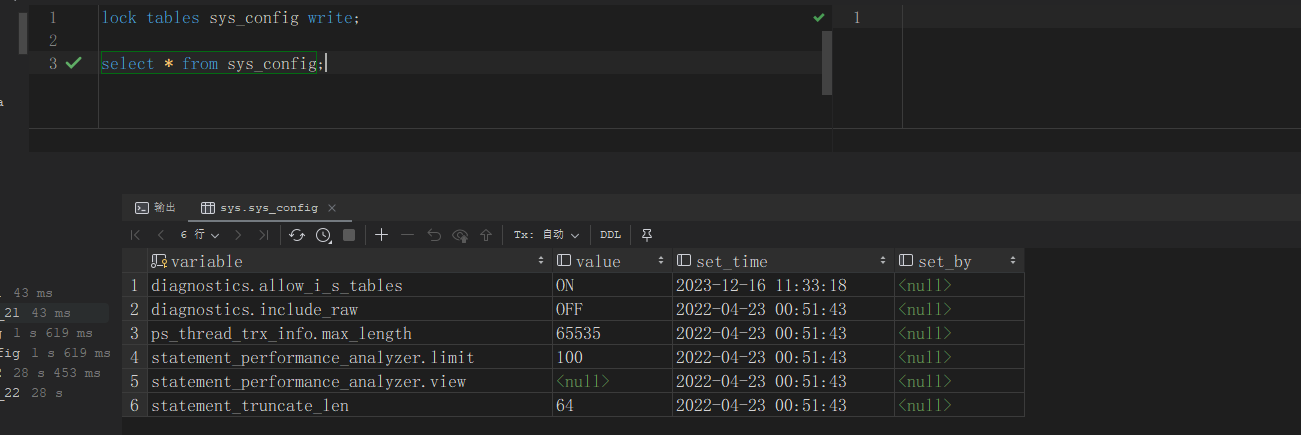 1 lock tables sys_config write;
1
2
3 select * from sys_config;
a
输出 sys.sys_config ×
6 行 Tx: 自动 DDL
variable value set_time set_by
1 diagnostics.allow_i_s_tables ON 2023-12-16 11:33:18 <null>
2 diagnostics.include_raw OFF 2022-04-23 00:51:43 <null>
3 ps_thread_trx_info.max_length 65535 2022-04-23 00:51:43 <null>
4 statement_performance_analyzer.limit 100 2022-04-23 00:51:43 <null>
5 statement_performance_analyzer.view <null> 2022-04-23 00:51:43 <null>
6 statement_truncate_len 64 2022-04-23 00:51:43 <null>
43 ms
_21 43 ms
1 s 619 ms
fig 1 s 619 ms
28 s 453 ms
_22 28 s